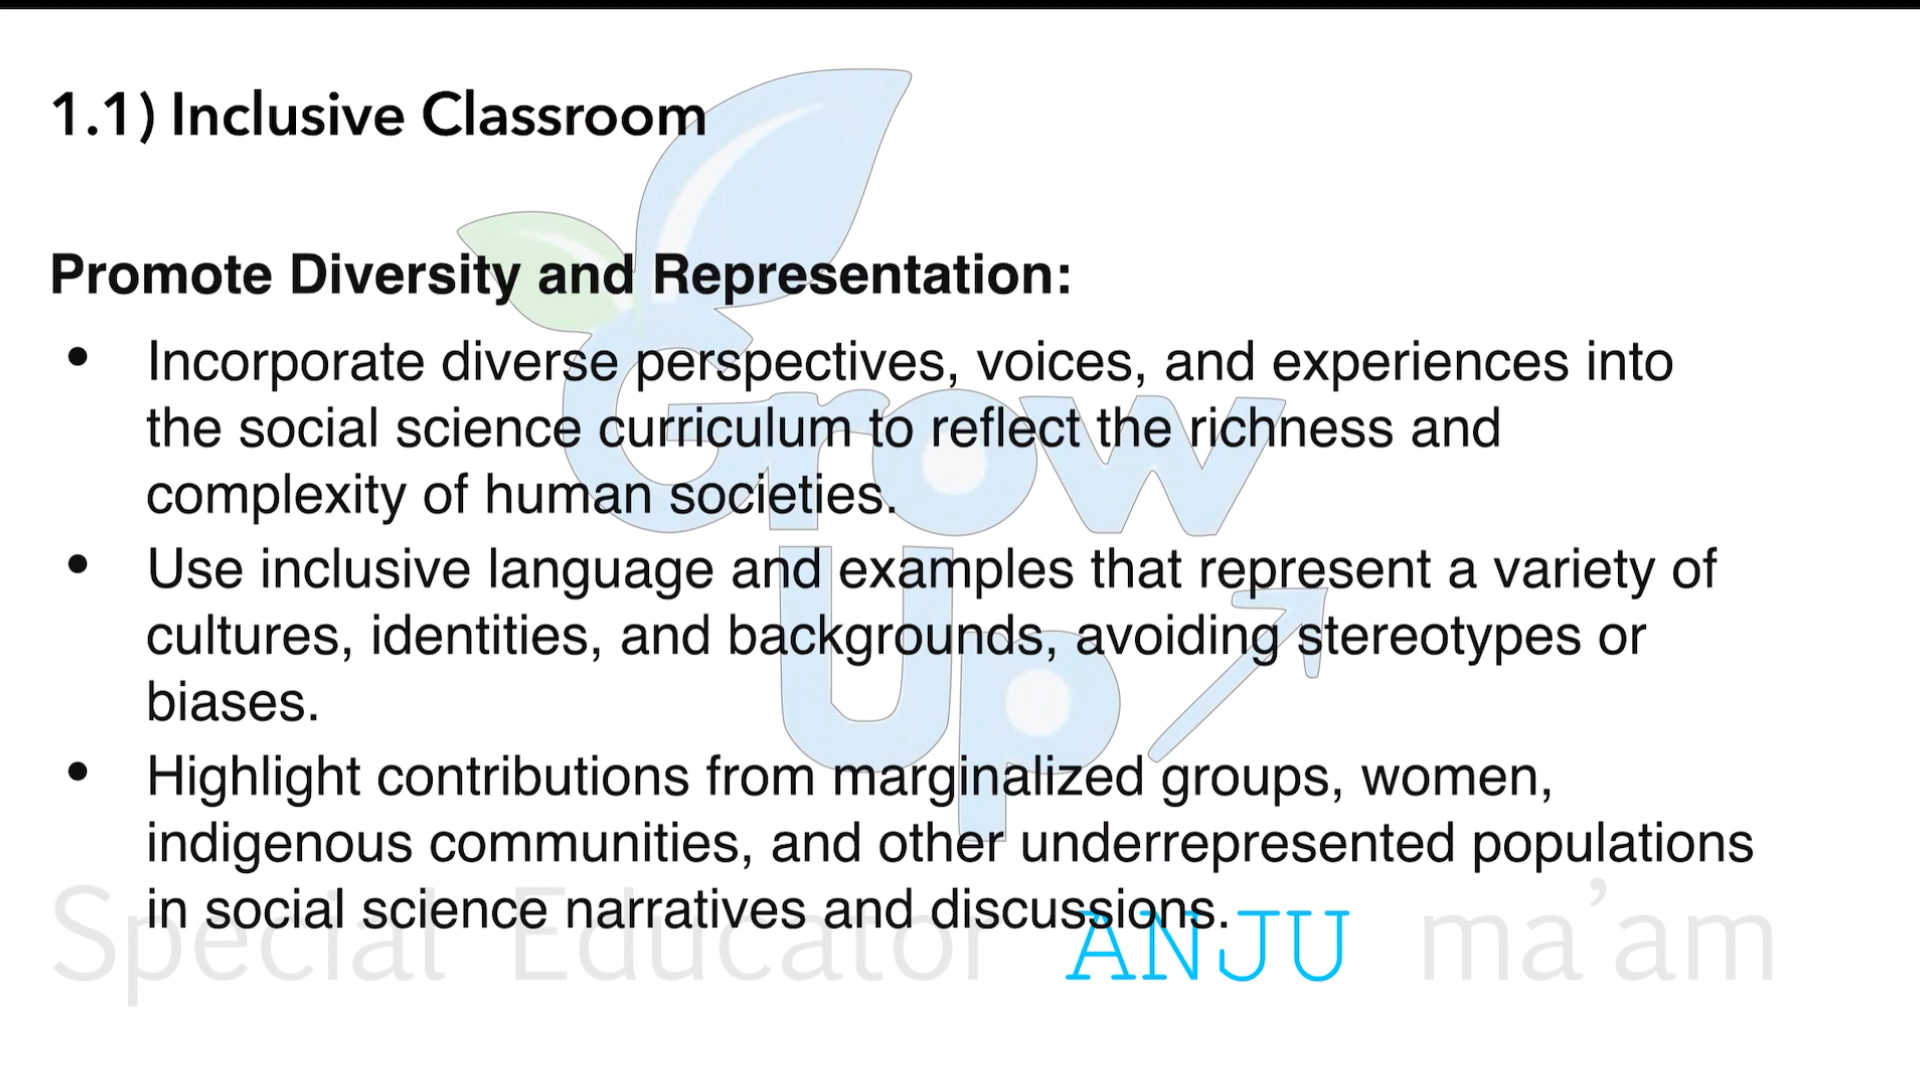 1.1) Inclusive Classroom
Promote Diversity and Representation:
• Incorporate diverse perspectives, voices, and experiences into
the social science curriculum to reflect the richness and
complexity of human societies.
• Use inclusive language and examples that represent a variety of
cultures, identities, and backgrounds, avoiding stereotypes or
biases.
• Highlight contributions from marginalized groups, women,
indigenous communities, and other underrepresented populations
in social science narratives and discussions.
Grow
Up
Special Educator ANJU ma'am